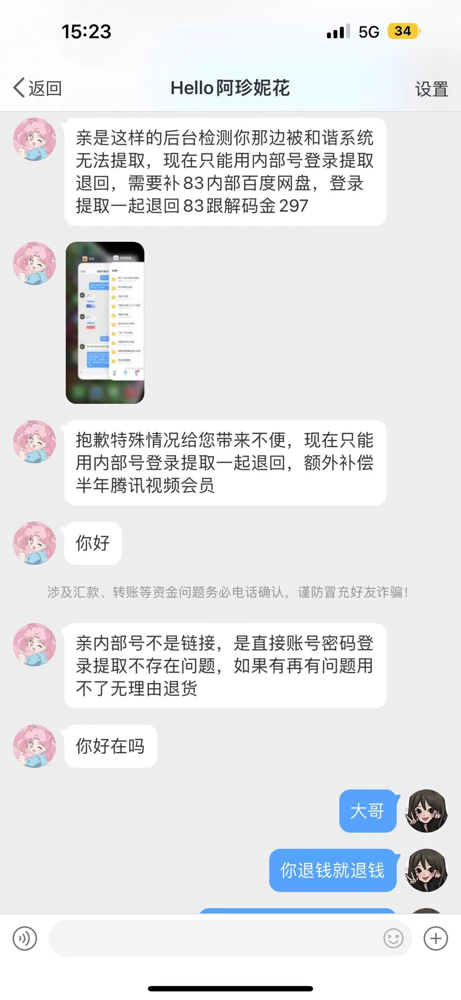 15:23
5G 34
返回
Hello阿珍妮花
设置
亲是这样的后台检测你那边被和谐系统
无法提取，现在只能用内部号登录提取
退回，需要补83内部百度网盘，登录
提取一起退回83跟解码金297
抱歉特殊情况给您带来不便，现在只能
用内部号登录提取一起退回，额外补偿
半年腾讯视频会员
你好
涉及汇款、转账等资金问题务必电话确认，谨防冒充好友诈骗！
亲内部号不是链接，是直接账号密码登
录提取不存在问题，如果有再有问题用
不了无理由退货
你好在吗
大哥
你退钱就退钱